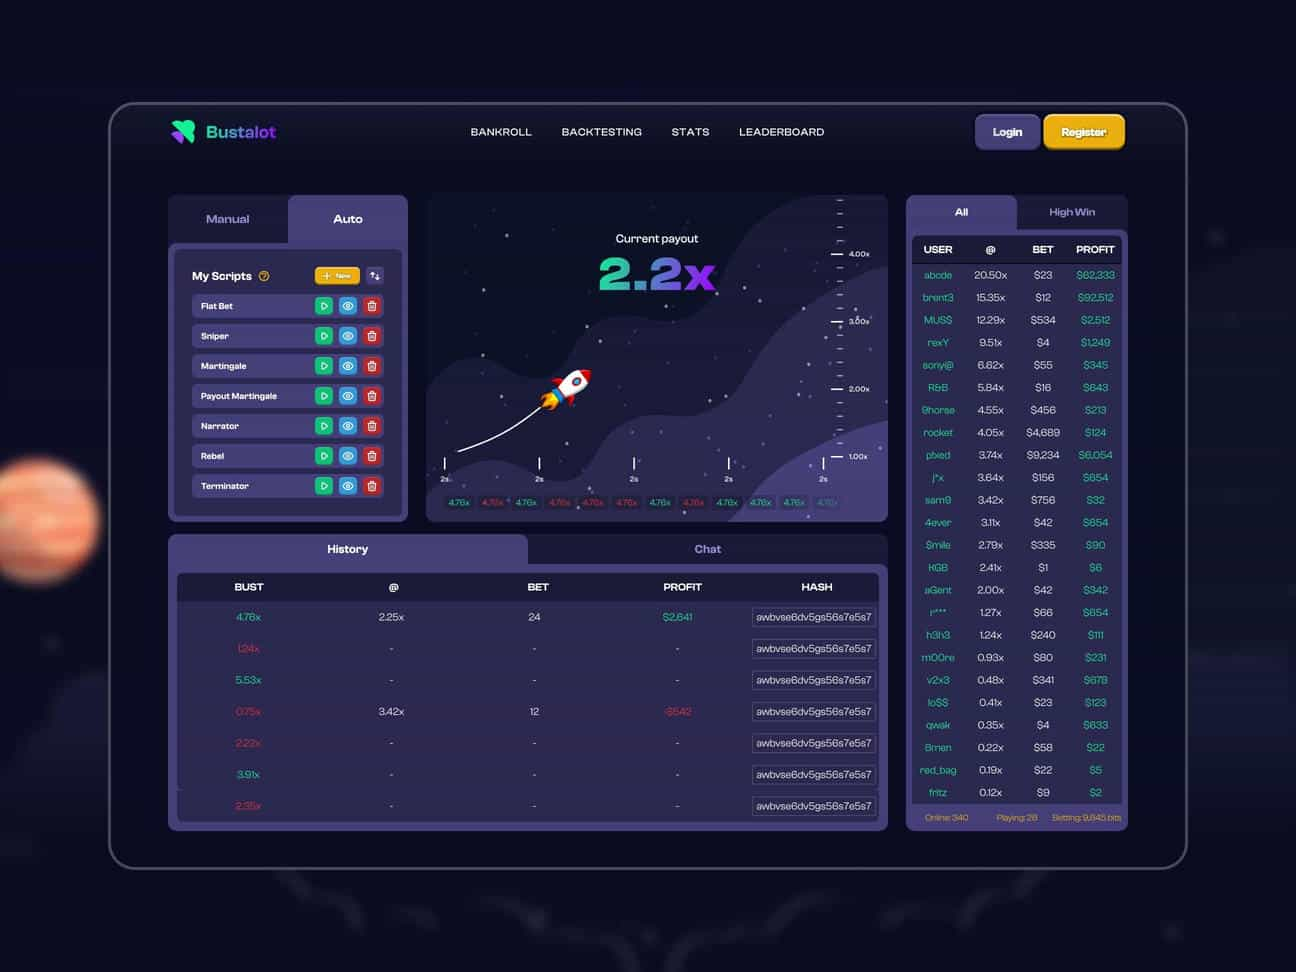 Bustalot
BANKROLL BACKTESTING STATS LEADERBOARD
Login Register
Manual Auto
My Scripts ? + New
Flat Bet
Sniper
Martingale
Payout Martingale
Narrator
Rebel
Terminator
Current payout
2.2x
4.00x
3.00x
2.00x
1.00x
2s 2s 2s 2s 2s
4.76x 4.76x 4.76x 4.76x 4.76x 4.76x 4.76x 4.76x 4.76x 4.76x 4.76x 4.76x
History Chat
BUST @ BET PROFIT HASH
4.76x 2.25x 24 $2,641 awbvse6dv5gs56s7e5s7
1.24x - - - awbvse6dv5gs56s7e5s7
5.53x - - - awbvse6dv5gs56s7e5s7
0.75x 3.42x 12 -$542 awbvse6dv5gs56s7e5s7
2.22x - - - awbvse6dv5gs56s7e5s7
3.91x - - - awbvse6dv5gs56s7e5s7
2.35x - - - awbvse6dv5gs56s7e5s7
All High Win
USER @ BET PROFIT
abcde 20.50x $23 $62,333
brent3 15.35x $12 $92,512
MUS$ 12.29x $534 $2,512
rexY 9.51x $4 $1,249
sony@ 6.62x $55 $345
R&B 5.84x $16 $643
9horse 4.55x $456 $213
rocket 4.05x $4,689 $124
plxed 3.74x $9,234 $6,054
j*x 3.64x $156 $654
sam9 3.42x $756 $32
4ever 3.11x $42 $654
$mile 2.79x $335 $90
KGB 2.41x $1 $6
aGent 2.00x $42 $342
r*** 1.27x $66 $654
h3h3 1.24x $240 $111
m00re 0.93x $80 $231
v2x3 0.48x $341 $678
lo$$ 0.41x $23 $123
qwak 0.35x $4 $633
8men 0.22x $58 $22
red_bag 0.19x $22 $5
fritz 0.12x $9 $2
Online: 340 Playing: 26 Betting: 9,845 bits